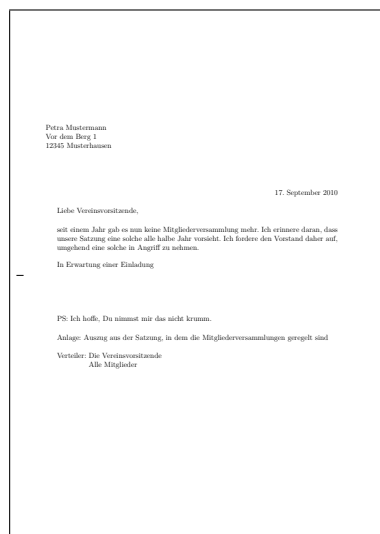 Petra Mustermann
Vor dem Berg 1
12345 Musterhausen
17. September 2010
Liebe Vereinsvorsitzende,
seit einem Jahr gab es nun keine Mitgliederversammlung mehr. Ich erinnere daran, dass
unsere Satzung eine solche alle halbe Jahr vorsieht. Ich fordere den Vorstand daher auf,
umgehend eine solche in Angriff zu nehmen.
In Erwartung einer Einladung
PS: Ich hoffe, Du nimmst mir das nicht krumm.
Anlage: Auszug aus der Satzung, in dem die Mitgliederversammlungen geregelt sind
Verteiler: Die Vereinsvorsitzende
Alle Mitglieder